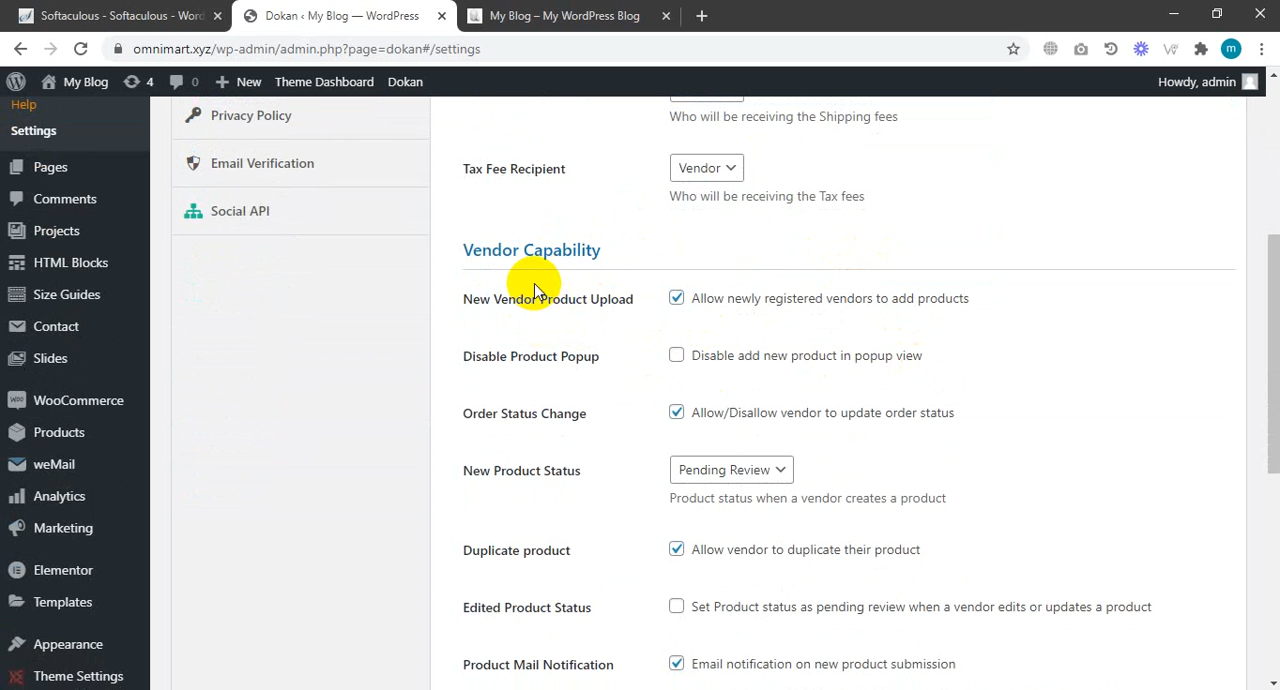 Softaculous - Softaculous - Wor
Dokan ‹ My Blog — WordPress
My Blog – My WordPress Blog
omnimart.xyz/wp-admin/admin.php?page=dokan#/settings
m
My Blog
4
0
New
Theme Dashboard
Dokan
Howdy, admin
Help
Settings
Pages
Comments
Projects
HTML Blocks
Size Guides
Contact
Slides
WooCommerce
Products
weMail
Analytics
Marketing
Elementor
Templates
Appearance
Theme Settings
Privacy Policy
Email Verification
Social API
Who will be receiving the Shipping fees
Tax Fee Recipient
Vendor
Who will be receiving the Tax fees
Vendor Capability
New Vendor Product Upload
Allow newly registered vendors to add products
Disable Product Popup
Disable add new product in popup view
Order Status Change
Allow/Disallow vendor to update order status
New Product Status
Pending Review
Product status when a vendor creates a product
Duplicate product
Allow vendor to duplicate their product
Edited Product Status
Set Product status as pending review when a vendor edits or updates a product
Product Mail Notification
Email notification on new product submission